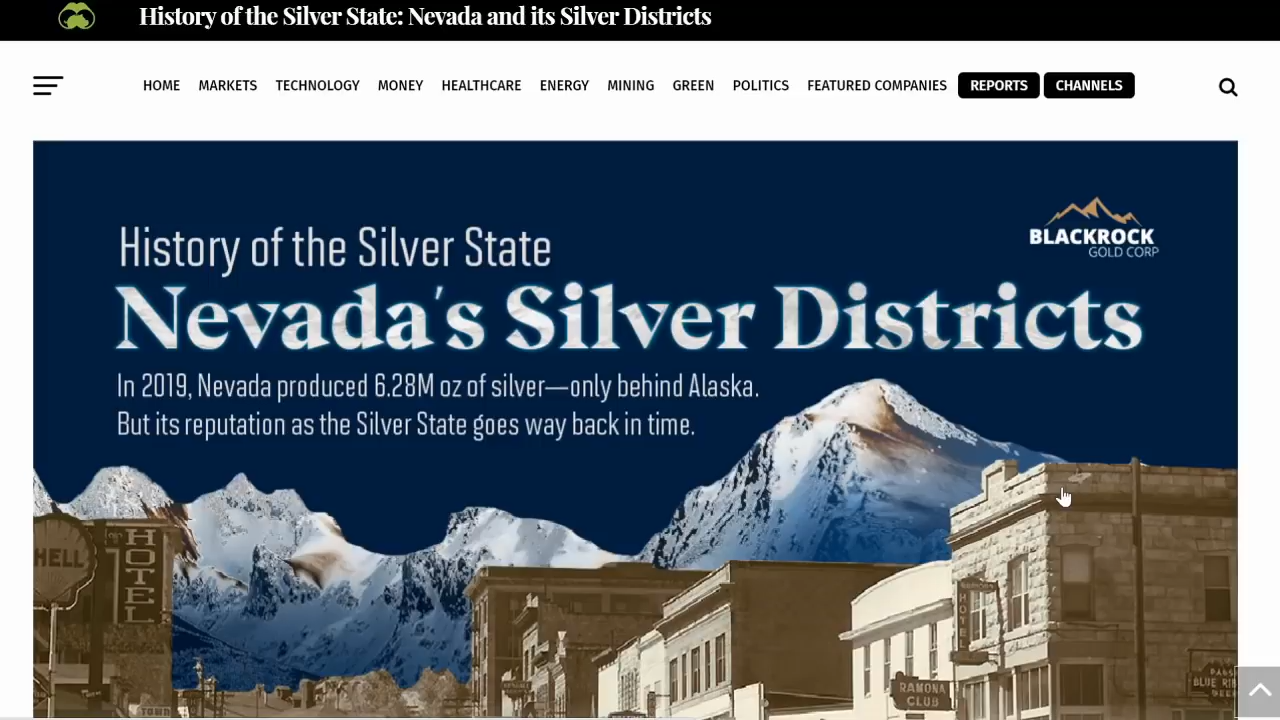 History of the Silver State: Nevada and its Silver Districts
HOME MARKETS TECHNOLOGY MONEY HEALTHCARE ENERGY MINING GREEN POLITICS FEATURED COMPANIES REPORTS CHANNELS
BLACKROCK
GOLD CORP
History of the Silver State
Nevada's Silver Districts
In 2019, Nevada produced 6.28M oz of silver—only behind Alaska.
But its reputation as the Silver State goes way back in time.
HELL
HOTEL
HOTEL
RAMONA
CLUB
TOWN